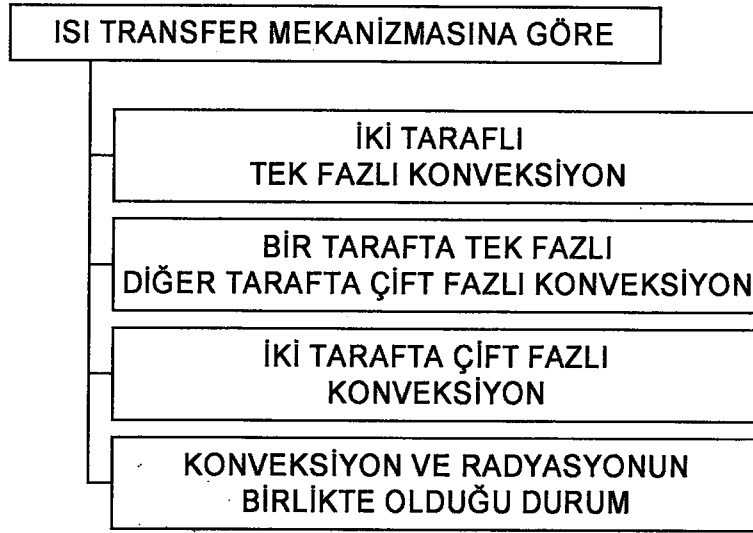 ISI TRANSFER MEKANİZMASINA GÖRE
İKİ TARAFLI
TEK FAZLI KONVEKSİYON
BİR TARAFTA TEK FAZLI
DİĞER TARAFTA ÇİFT FAZLI KONVEKSİYON
İKİ TARAFTA ÇİFT FAZLI
KONVEKSİYON
KONVEKSİYON VE RADYASYONUN
BİRLİKTE OLDUĞU DURUM